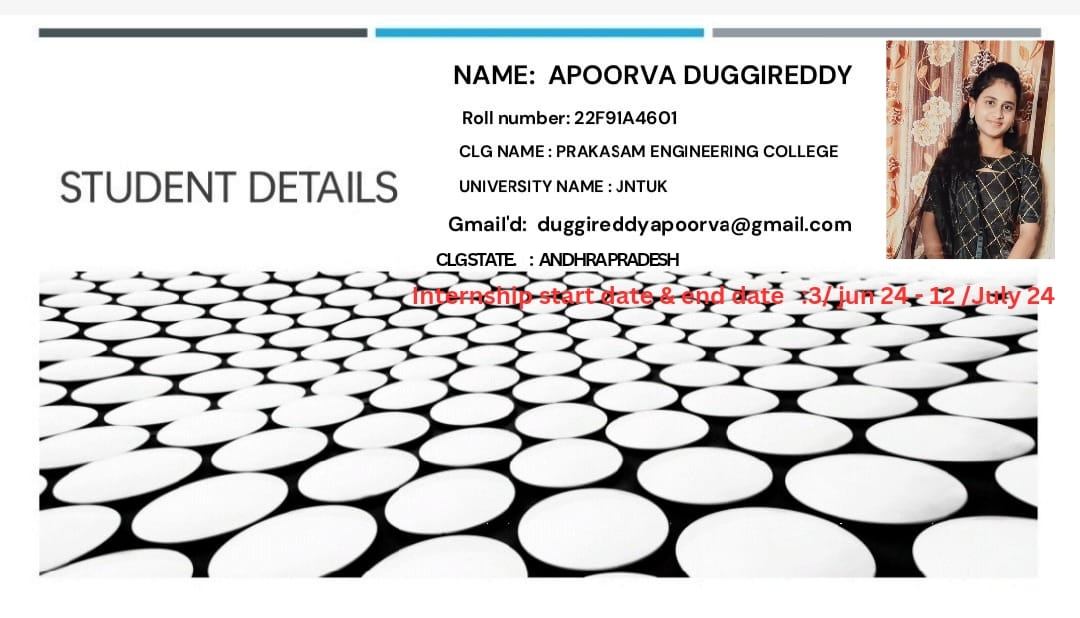 STUDENT DETAILS
NAME: APOORVA DUGGIREDDY
Roll number: 22F91A4601
CLG NAME : PRAKASAM ENGINEERING COLLEGE
UNIVERSITY NAME : JNTUK
Gmail'd: duggireddyapoorva@gmail.com
CLGSTATE. : ANDHRAPRADESH
Internship start date & end date :3/ jun 24 - 12 /July 24